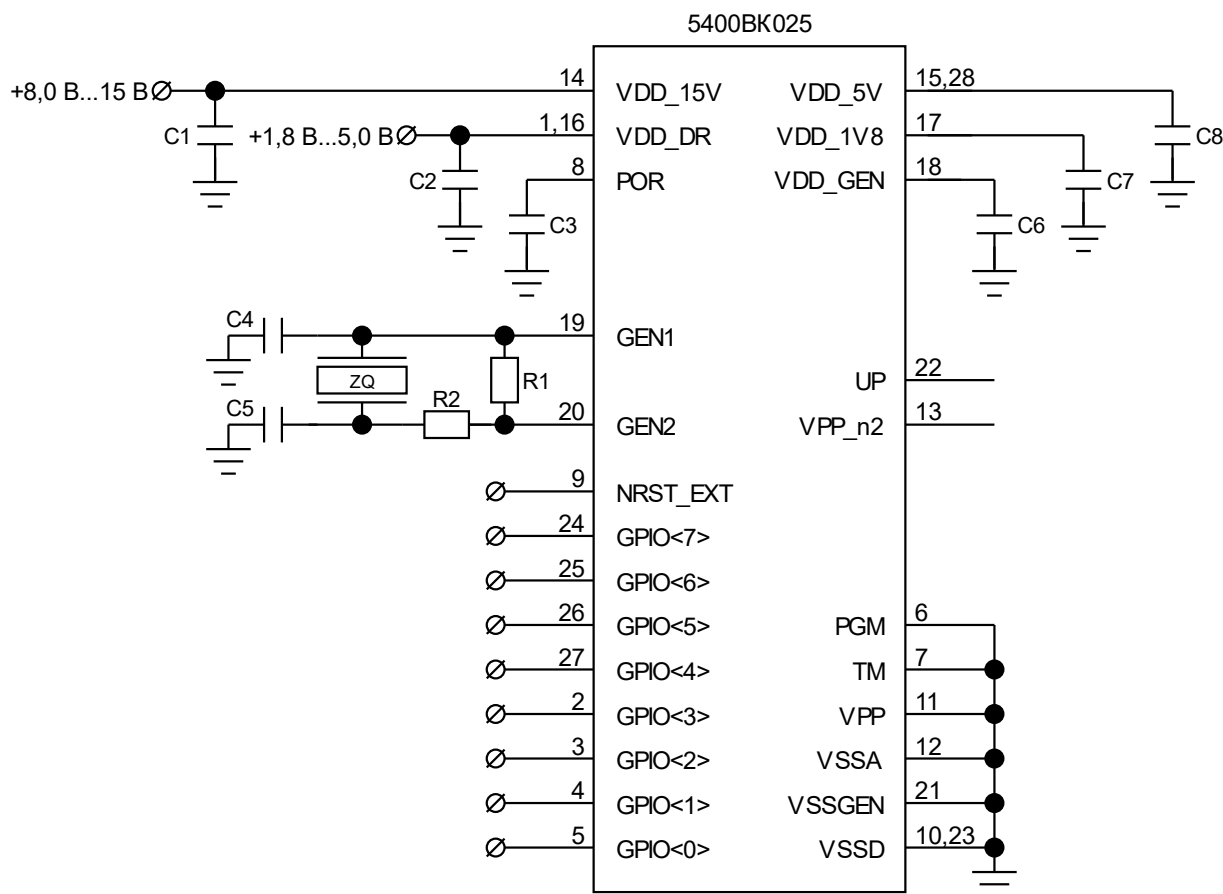 5400ВК025
+8,0 В...15 В
14
VDD_15V
VDD_5V
15,28
C1
+1,8 В...5,0 В
1,16
VDD_DR
VDD_1V8
17
C8
C2
8
POR
VDD_GEN
18
C7
C3
C6
C4
19
GEN1
ZQ
R1
UP
22
C5
R2
20
GEN2
VPP_n2
13
9
NRST_EXT
24
GPIO<7>
25
GPIO<6>
26
GPIO<5>
PGM
6
27
GPIO<4>
TM
7
2
GPIO<3>
VPP
11
3
GPIO<2>
VSSA
12
4
GPIO<1>
VSSGEN
21
5
GPIO<0>
VSSD
10,23